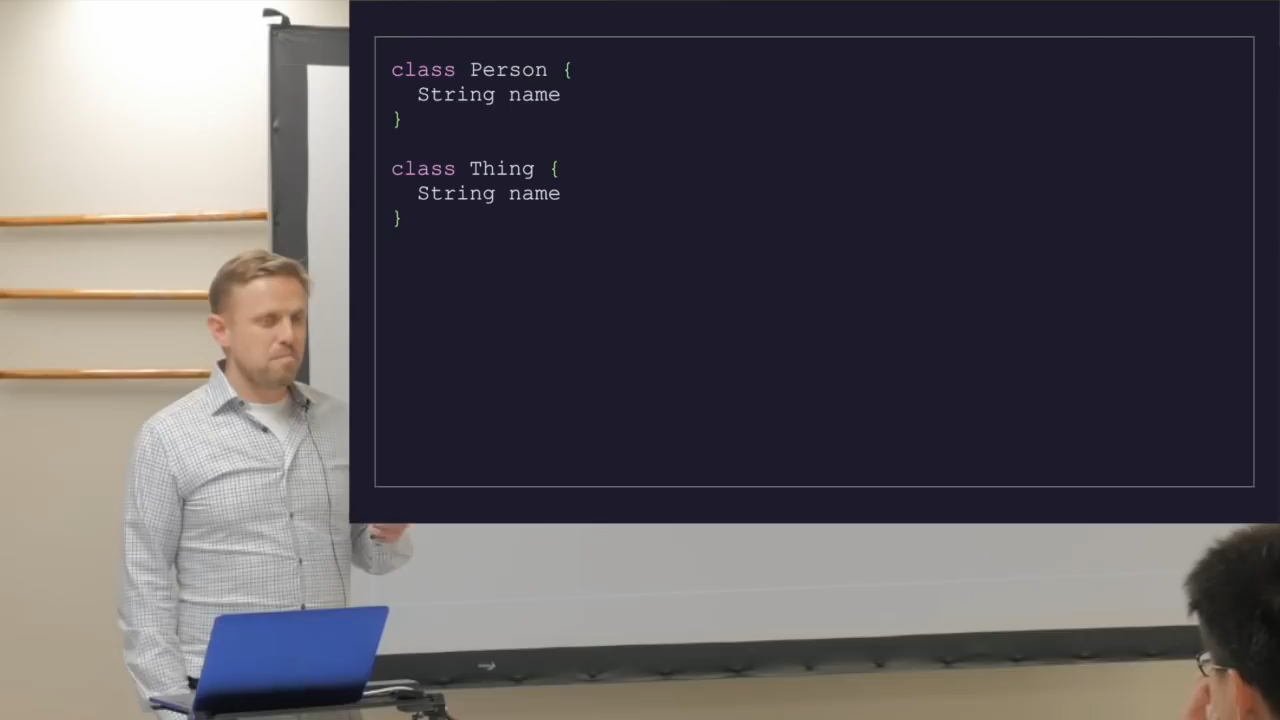 class Person {
  String name
}
class Thing {
  String name
}